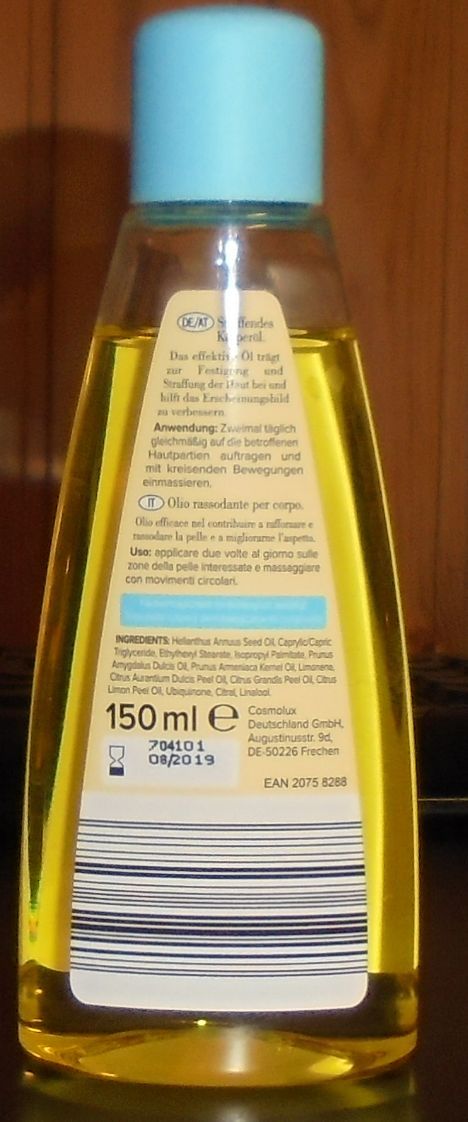 DE/AT Straffendes
Körperöl.
Das effektive Öl trägt
zur Festigung und
Straffung der Haut bei und
hilft das Erscheinungsbild
zu verbessern.
Anwendung: Zweimal täglich
gleichmäßig auf die betroffenen
Hautpartien auftragen und
mit kreisenden Bewegungen
einmassieren.
IT Olio rassodante per corpo.
Olio efficace nel contribuire a rafforzare e
rassodare la pelle e a migliorarne l'aspetto.
Uso: applicare due volte al giorno sulle
zone della pelle interessate e massaggiare
con movimenti circolari.
INGREDIENTS: Helianthus Annuus Seed Oil, Caprylic/Capric
Triglyceride, Ethylhexyl Stearate, Isopropyl Palmitate, Prunus
Amygdalus Dulcis Oil, Prunus Armeniaca Kernel Oil, Limonene,
Citrus Aurantium Dulcis Peel Oil, Citrus Grandis Peel Oil, Citrus
Limon Peel Oil, Ubiquinone, Citral, Linalool.
150 ml ℮
Cosmolux
Deutschland GmbH,
Augustinusstr. 9d,
DE-50226 Frechen
704101
08/2019
EAN 2075 8288